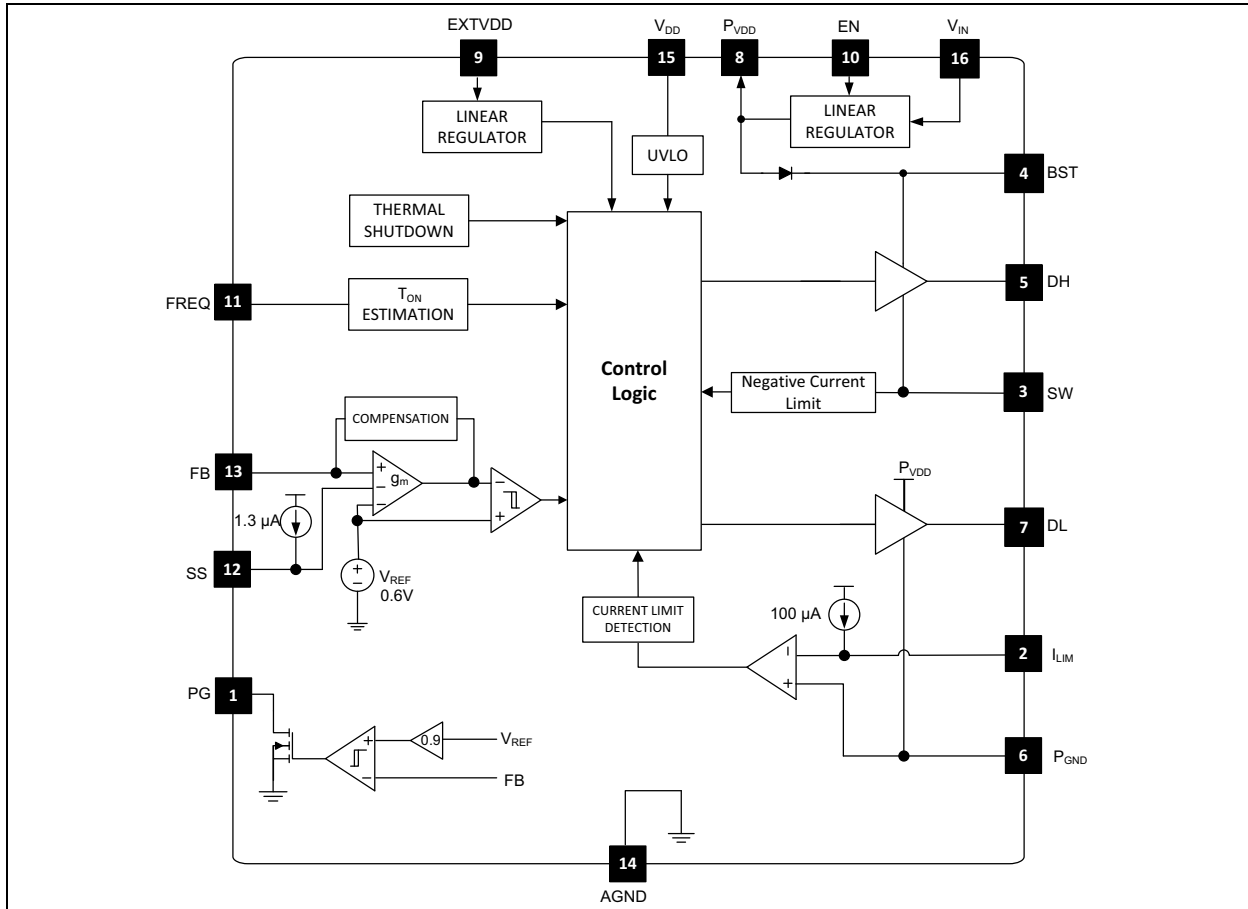 EXTVDD
VDD
PVDD
EN
VIN
9
15
8
10
16
LINEAR
REGULATOR
LINEAR
REGULATOR
UVLO
4
BST
THERMAL
SHUTDOWN
FREQ
11
TON
ESTIMATION
5
DH
Control
Logic
Negative Current
Limit
3
SW
COMPENSATION
FB
13
+
gm
−
−
−
+
1.3 µA
SS
12
+
−
VREF
0.6V
PVDD
7
DL
CURRENT LIMIT
DETECTION
100 µA
−
+
2
ILIM
PG
1
+
0.9
VREF
−
FB
6
PGND
14
AGND